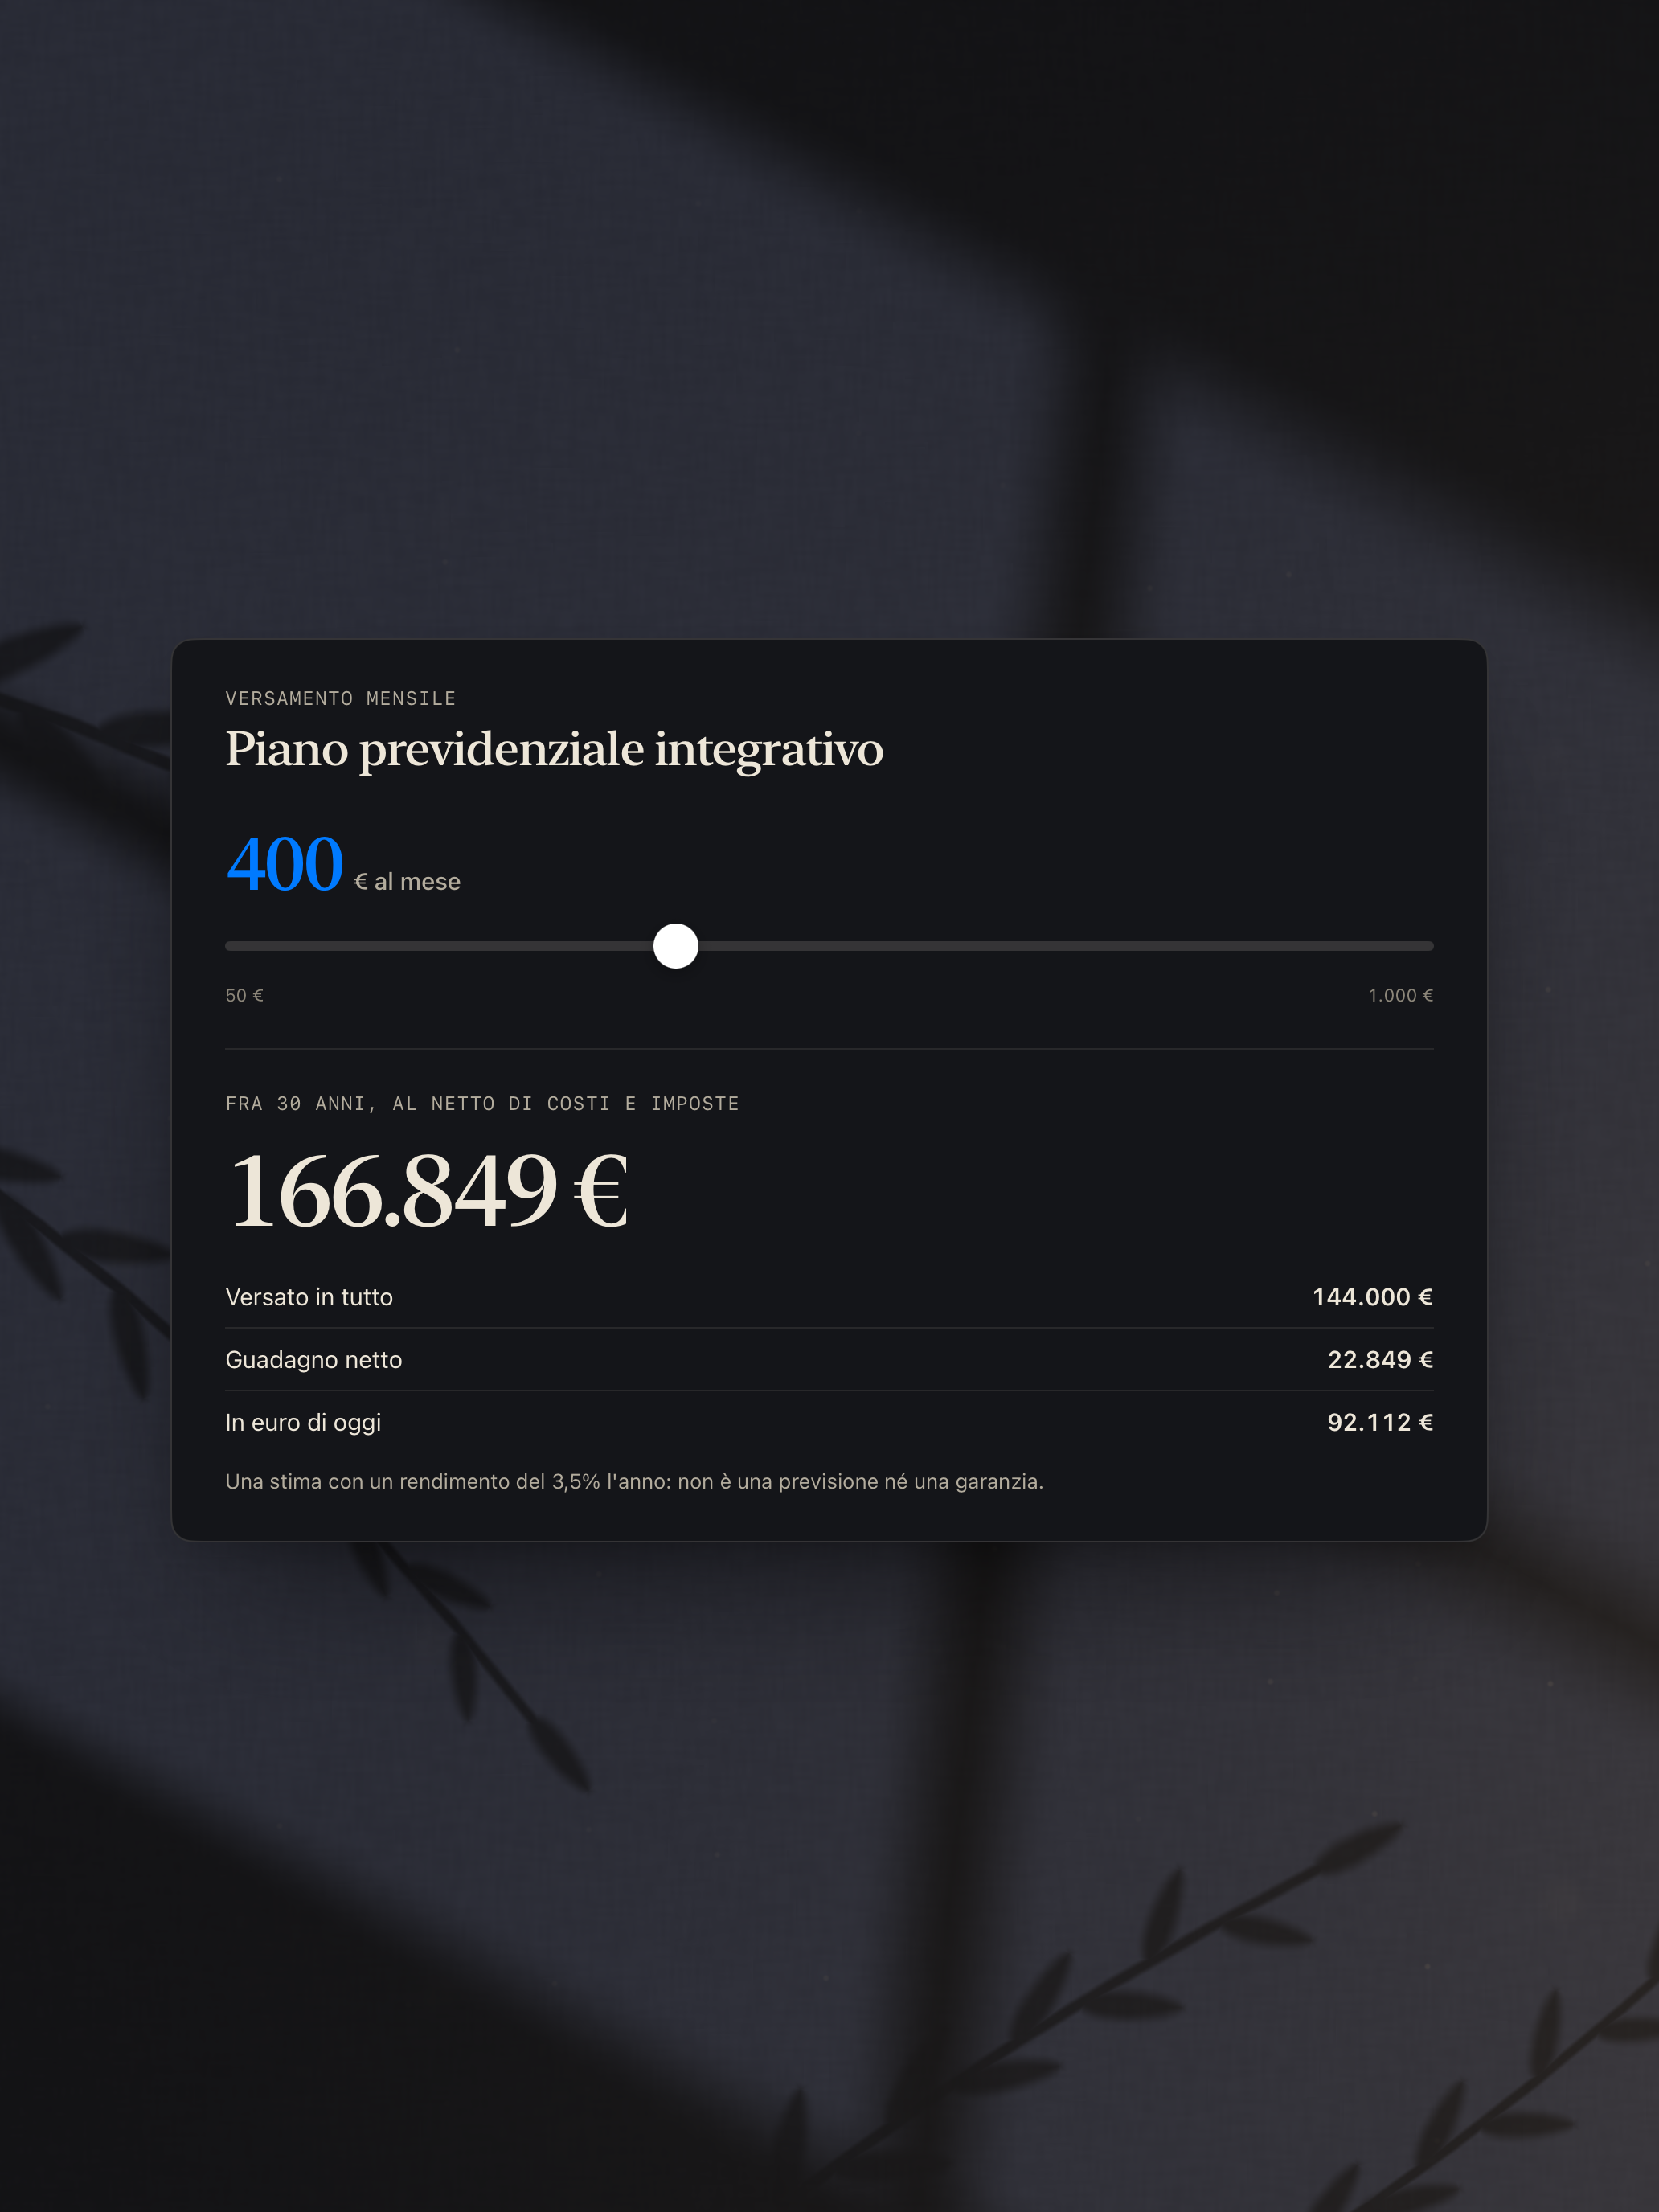 VERSAMENTO MENSILE
Piano previdenziale integrativo
400 € al mese
50 € 1.000 €
FRA 30 ANNI, AL NETTO DI COSTI E IMPOSTE
166.849 €
Versato in tutto 144.000 €
Guadagno netto 22.849 €
In euro di oggi 92.112 €
Una stima con un rendimento del 3,5% l'anno: non è una previsione né una garanzia.